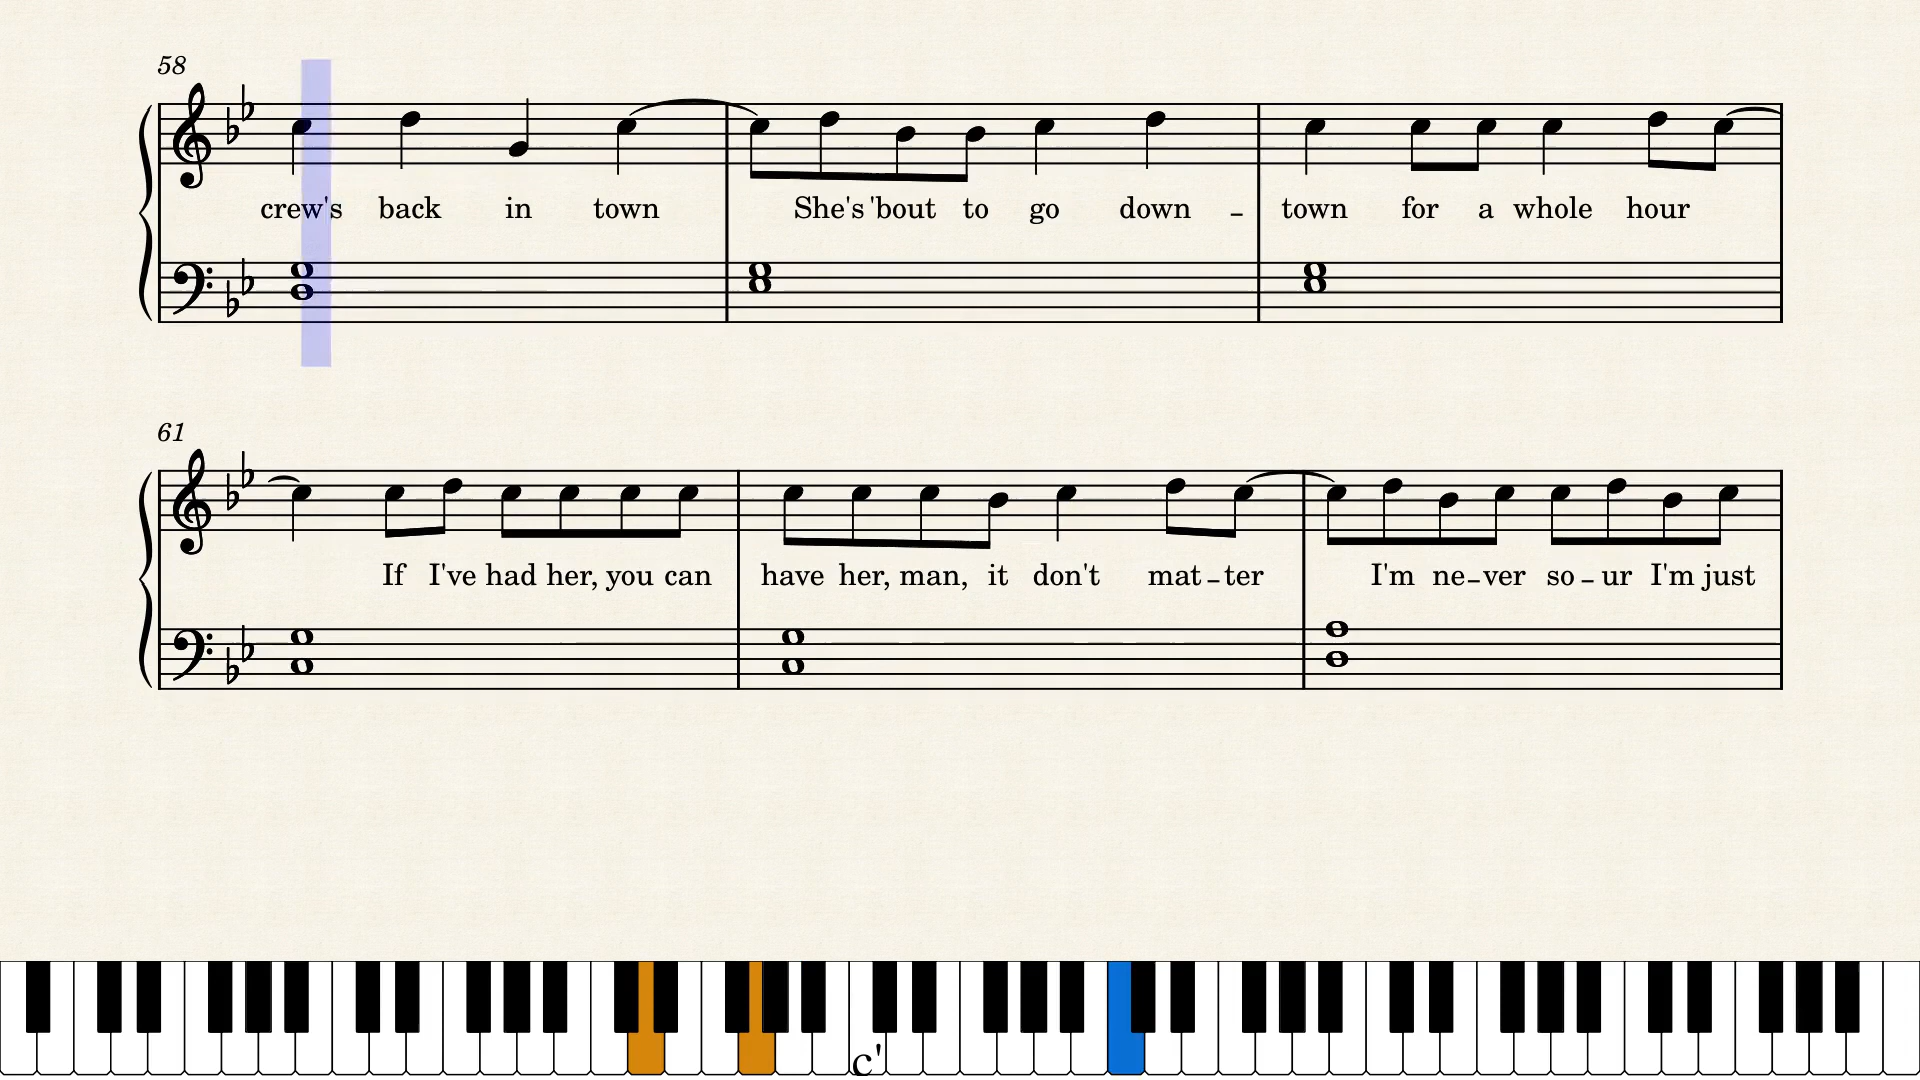 58
crew's back in town She's 'bout to go down - town for a whole hour
61
If I've had her, you can have her, man, it don't mat - ter I'm ne - ver so - ur I'm just
c'